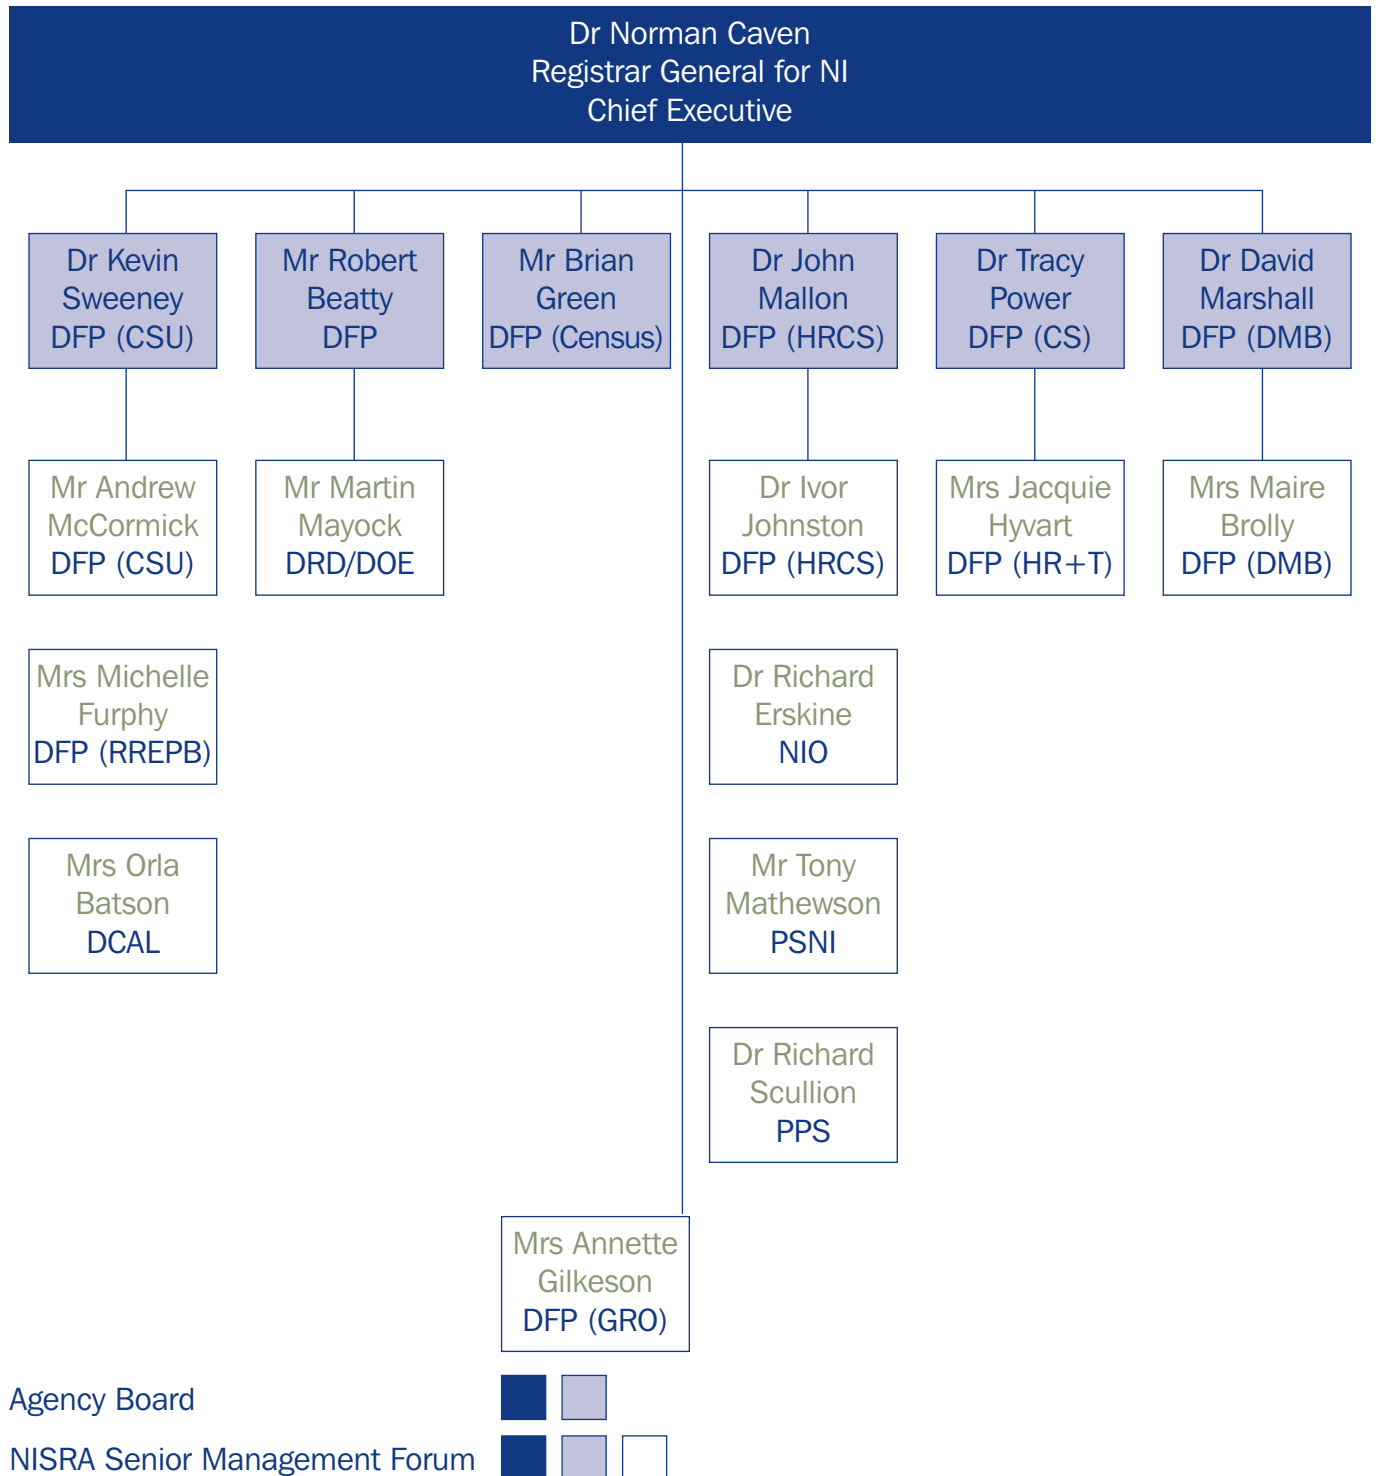 Dr Norman Caven
Registrar General for NI
Chief Executive
Dr Kevin
Sweeney
DFP (CSU)
Mr Robert
Beatty
DFP
Mr Brian
Green
DFP (Census)
Dr John
Mallon
DFP (HRCS)
Dr Tracy
Power
DFP (CS)
Dr David
Marshall
DFP (DMB)
Mr Andrew
McCormick
DFP (CSU)
Mr Martin
Mayock
DRD/DOE
Dr Ivor
Johnston
DFP (HRCS)
Mrs Jacquie
Hyvart
DFP (HR+T)
Mrs Maire
Brolly
DFP (DMB)
Mrs Michelle
Furphy
DFP (RREPB)
Dr Richard
Erskine
NIO
Mrs Orla
Batson
DCAL
Mr Tony
Mathewson
PSNI
Dr Richard
Scullion
PPS
Mrs Annette
Gilkeson
DFP (GRO)
Agency Board
NISRA Senior Management Forum